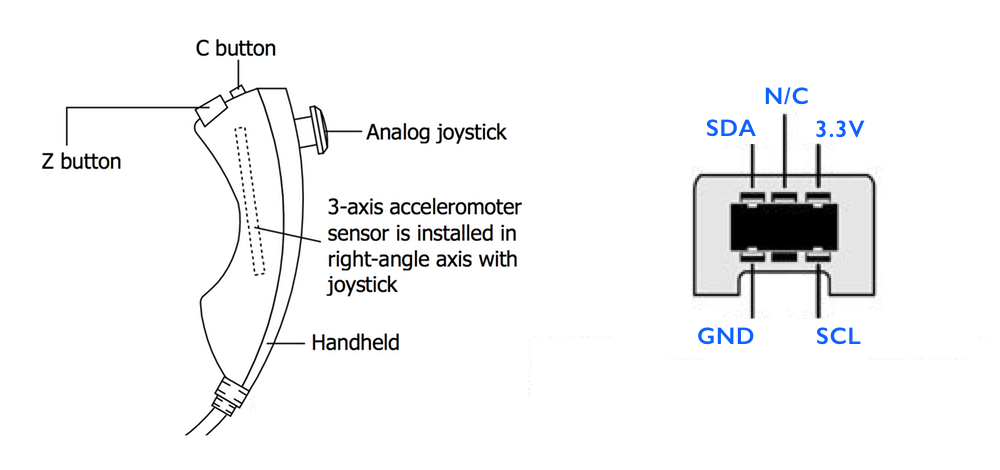 C button
Z button
Analog joystick
3-axis acceleromoter
sensor is installed in
right-angle axis with
joystick
Handheld
N/C
SDA
3.3V
GND
SCL